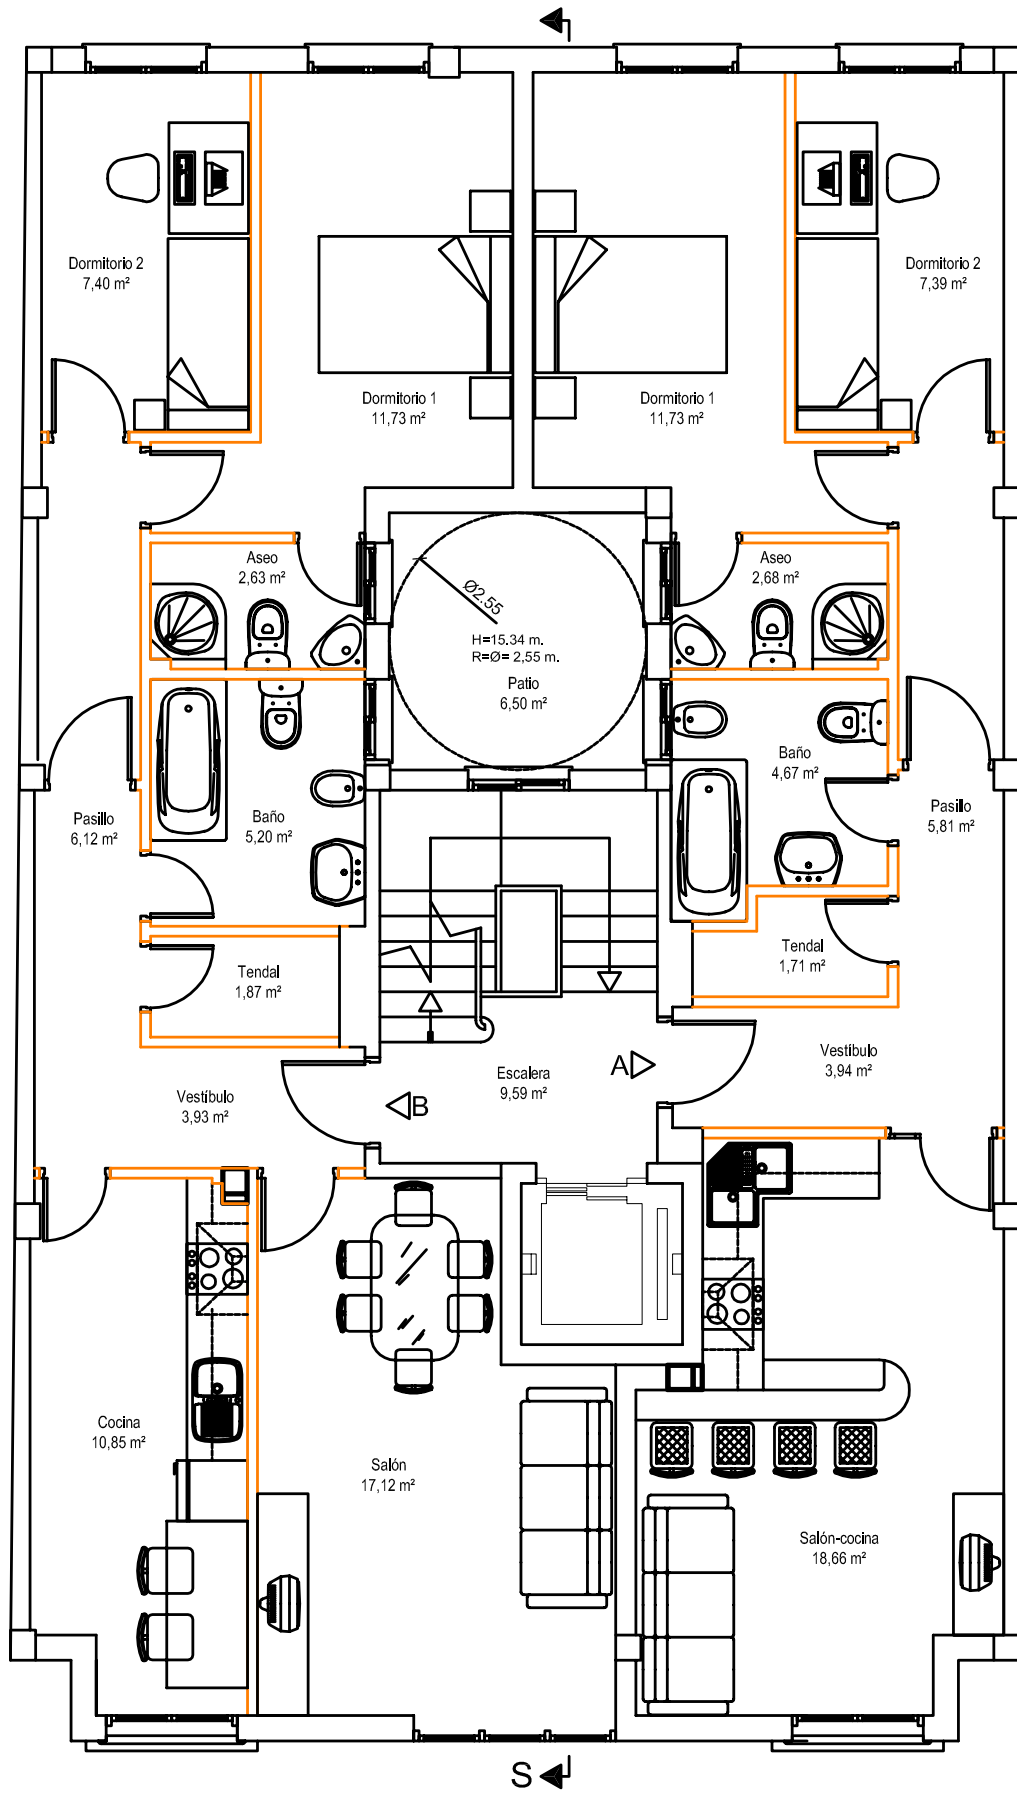 Dormitorio 2
7,40 m²
Dormitorio 2
7,39 m²
Dormitorio 1
11,73 m²
Dormitorio 1
11,73 m²
Aseo
2,63 m²
Aseo
2,68 m²
Ø2.55
H=15.34 m.
R=Ø= 2,55 m.
Patio
6,50 m²
Baño
4,67 m²
Pasillo
6,12 m²
Baño
5,20 m²
Pasillo
5,81 m²
Tendal
1,87 m²
Tendal
1,71 m²
Vestíbulo
3,94 m²
Escalera
9,59 m²
A
Vestíbulo
3,93 m²
B
Cocina
10,85 m²
Salón
17,12 m²
Salón-cocina
18,66 m²
S